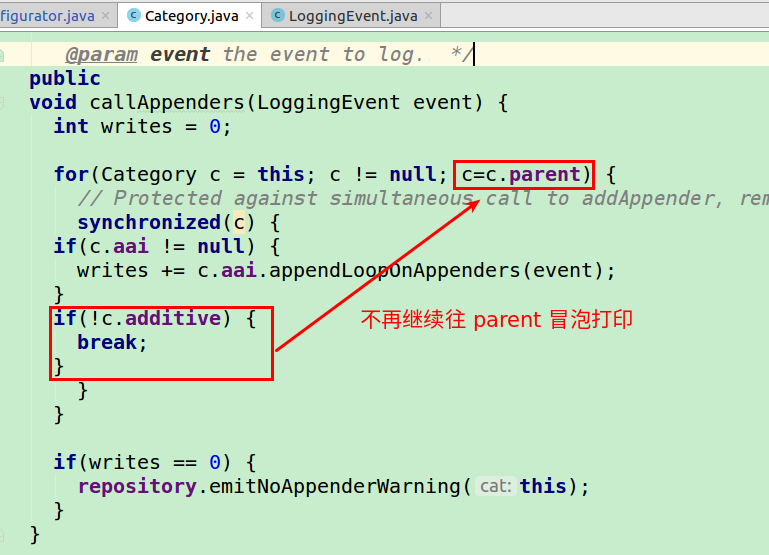 figurator.java × Category.java × LoggingEvent.java ×
@param event the event to log. */
public
void callAppenders(LoggingEvent event) {
int writes = 0;
for(Category c = this; c != null; c=c.parent) {
// Protected against simultaneous call to addAppender, rem
synchronized(c) {
if(c.aai != null) {
writes += c.aai.appendLoopOnAppenders(event);
}
if(!c.additive) {
不再继续往 parent 冒泡打印
break;
}
}
}
if(writes == 0) {
repository.emitNoAppenderWarning( cat: this);
}
}